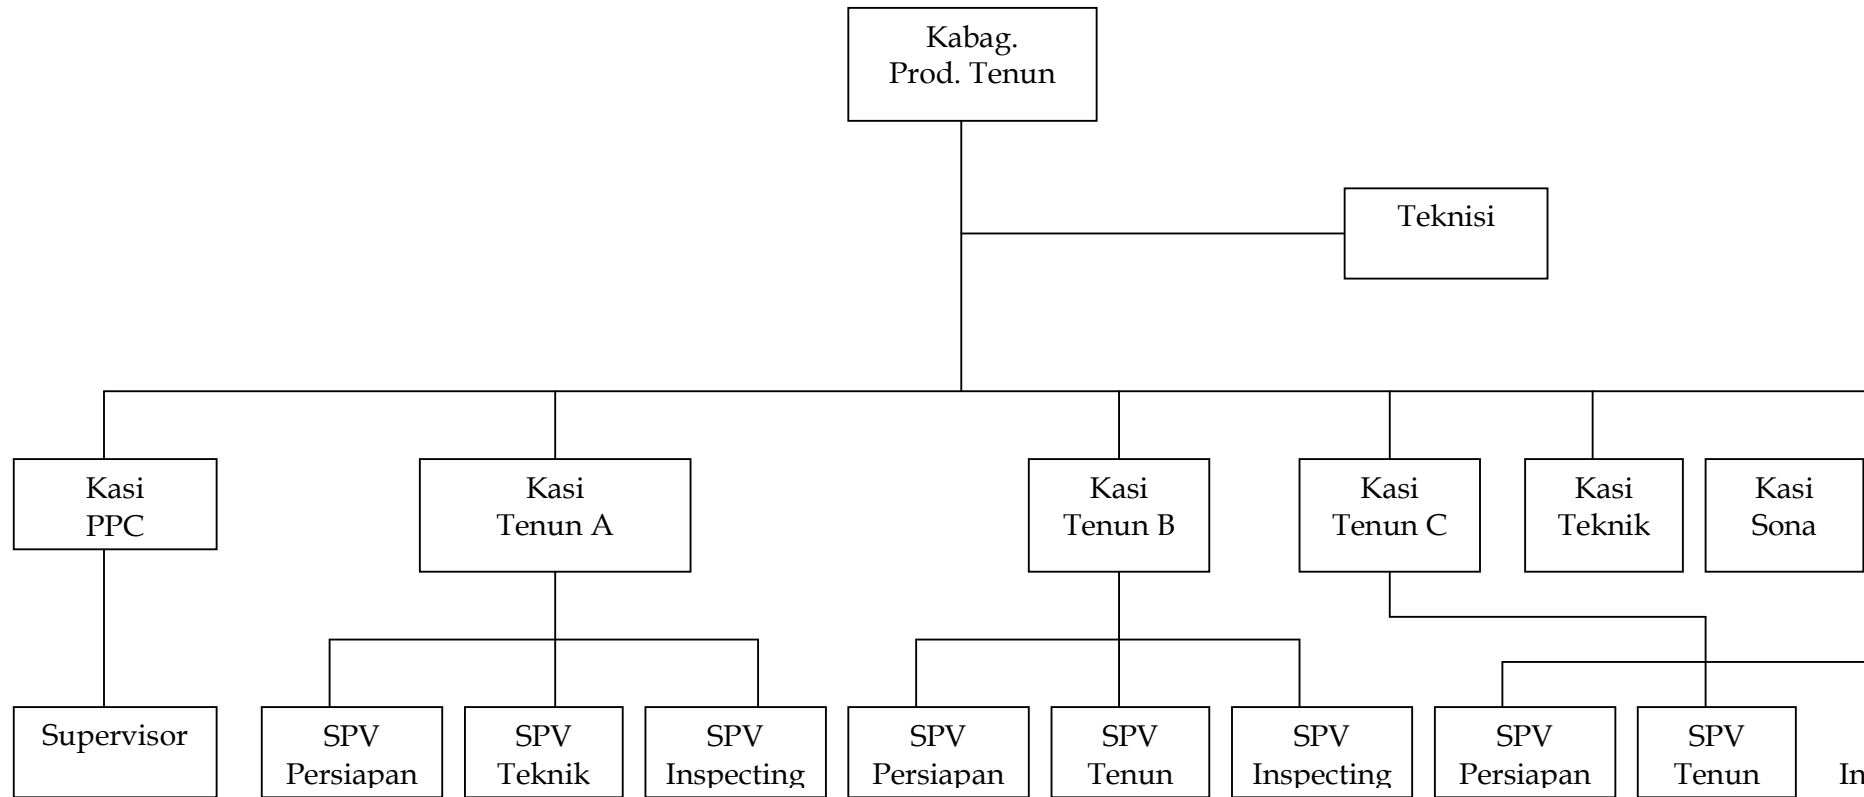 Kabag.
Prod. Tenun
Teknisi
Kasi
PPC
Kasi
Tenun A
Kasi
Tenun B
Kasi
Tenun C
Kasi
Teknik
Kasi
Sona
Supervisor
SPV
Persiapan
SPV
Teknik
SPV
Inspecting
SPV
Persiapan
SPV
Tenun
SPV
Inspecting
SPV
Persiapan
SPV
Tenun